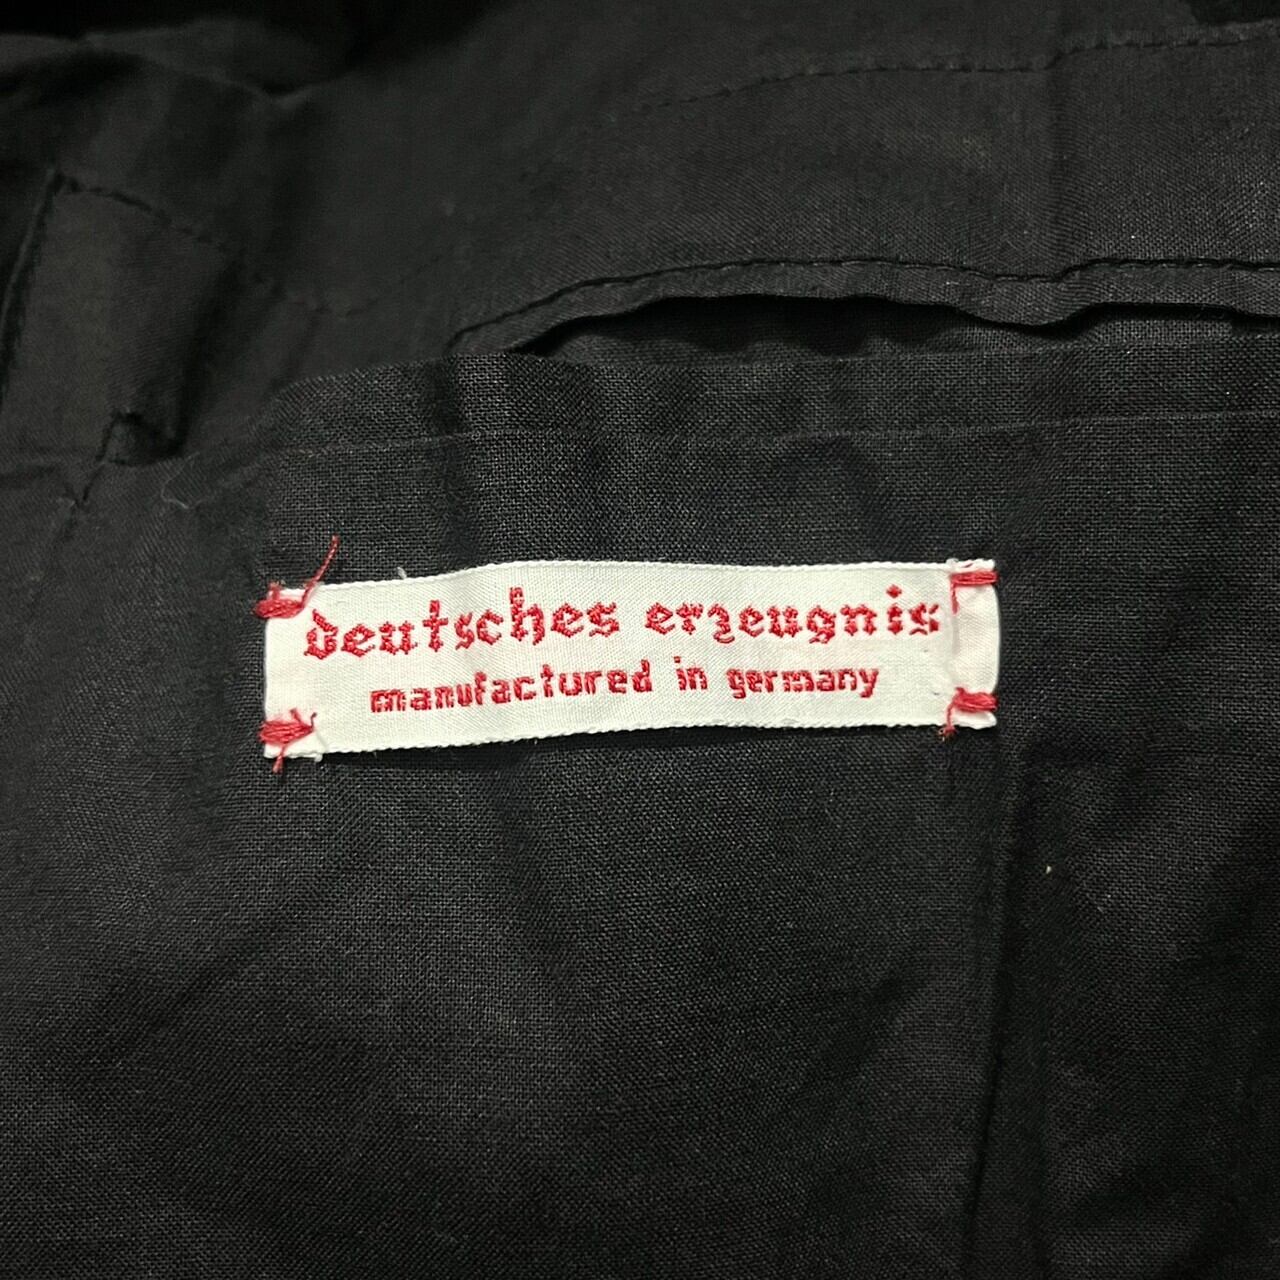 deutsches erzeugnis
manufactured in germany